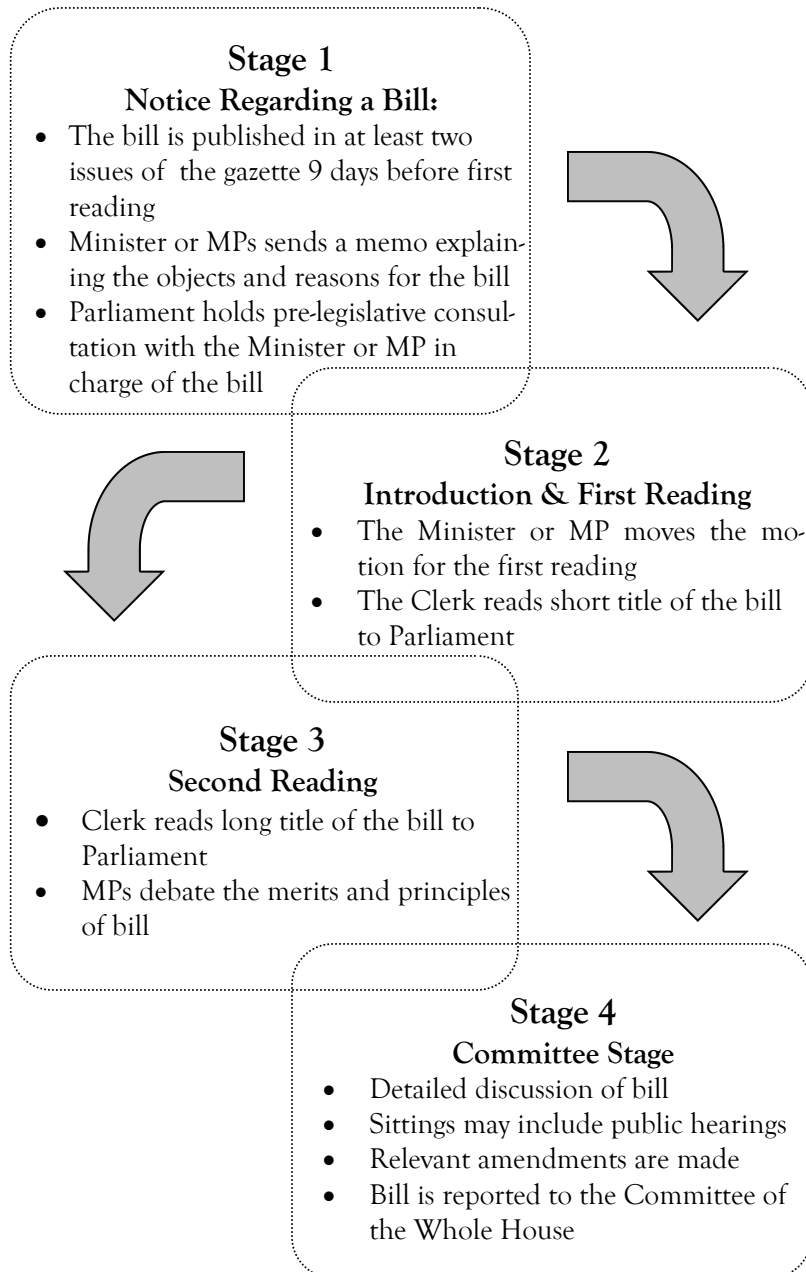 Stage 1
Notice Regarding a Bill:
• The bill is published in at least two
issues of  the gazette 9 days before first
reading
• Minister or MPs sends a memo explain-
ing the objects and reasons for the bill
• Parliament holds pre-legislative consul-
tation with the Minister or MP in
charge of the bill
Stage 2
Introduction & First Reading
• The Minister or MP moves the mo-
tion for the first reading
• The Clerk reads short title of the bill
to Parliament
Stage 3
Second Reading
• Clerk reads long title of the bill to
Parliament
• MPs debate the merits and principles
of bill
Stage 4
Committee Stage
• Detailed discussion of bill
• Sittings may include public hearings
• Relevant amendments are made
• Bill is reported to the Committee of
the Whole House